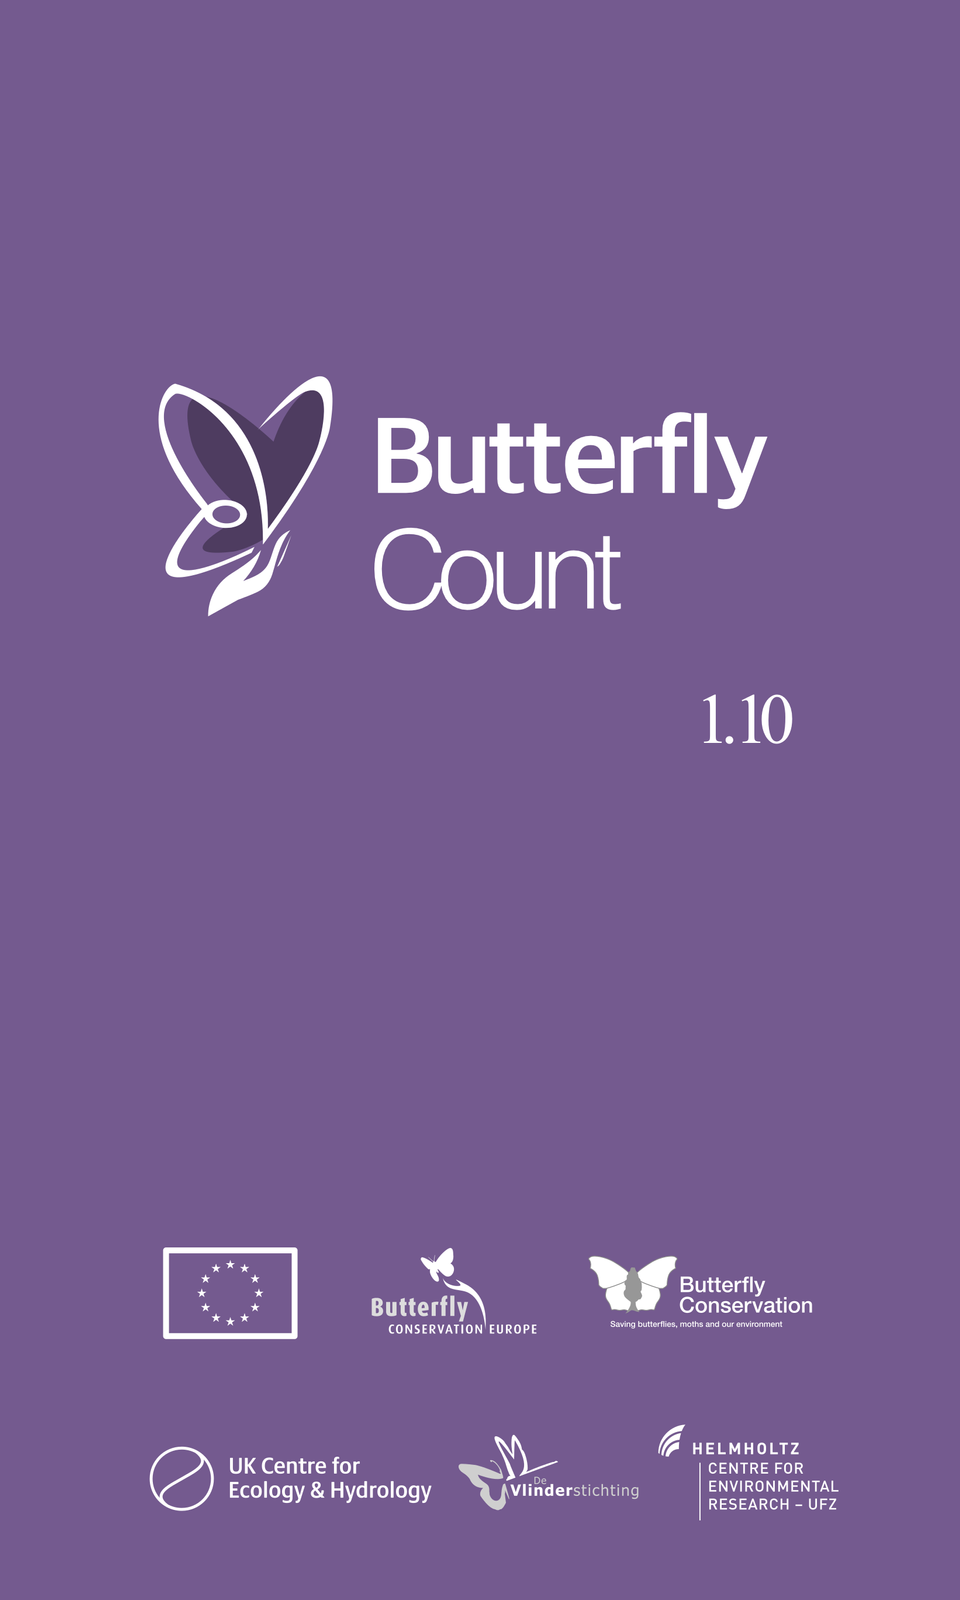 Butterfly
Count
1.10
Butterfly
CONSERVATION EUROPE
Butterfly
Conservation
Saving butterflies, moths and our environment
UK Centre for
Ecology & Hydrology
De
Vlinderstichting
HELMHOLTZ
CENTRE FOR
ENVIRONMENTAL
RESEARCH – UFZ